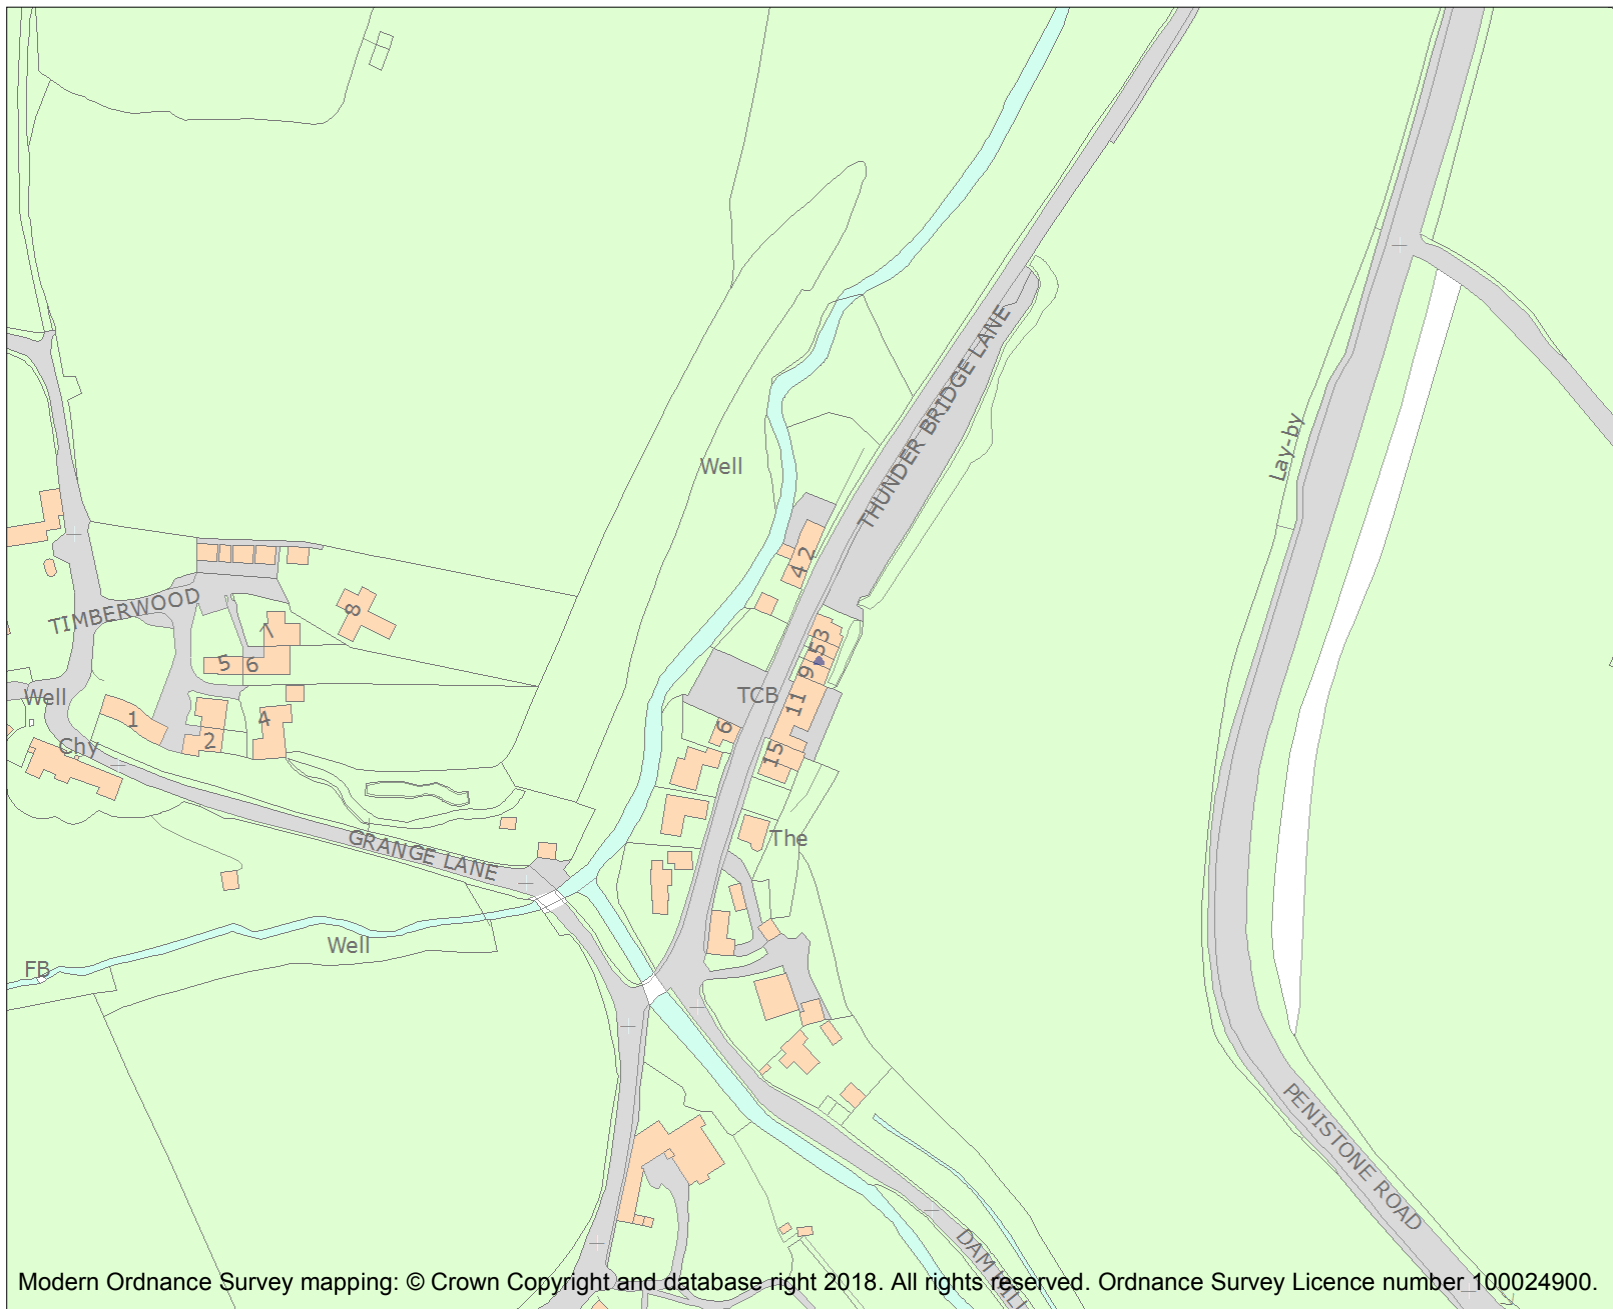 THUNDER BRIDGE LANE
Lay-by
Well
4 2
TIMBERWOOD
8
7
5 6
3
5
9
11
15
TCB
6
Well
1
2
4
Chy
GRANGE LANE
The
Well
FB
PENISTONE ROAD
DAM HILL
Modern Ordnance Survey mapping: © Crown Copyright and database right 2018. All rights reserved. Ordnance Survey Licence number 100024900.